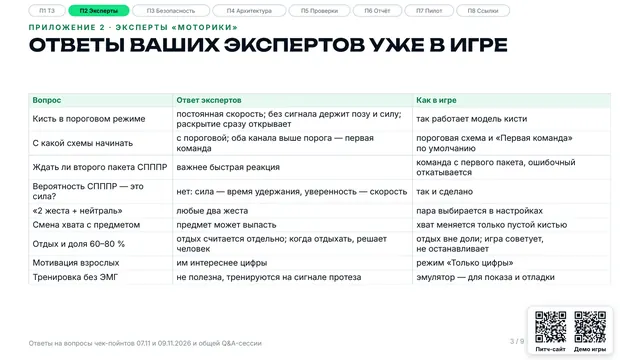 П1 ТЗ
П2 Эксперты
П3 Безопасность
П4 Архитектура
П5 Проверки
П6 Отчёт
П7 Пилот
П8 Ссылки
ПРИЛОЖЕНИЕ 2 · ЭКСПЕРТЫ «МОТОРИКИ»
ОТВЕТЫ ВАШИХ ЭКСПЕРТОВ УЖЕ В ИГРЕ
Вопрос
Ответ экспертов
Как в игре
Кисть в пороговом режиме
постоянная скорость; без сигнала держит позу и силу;
раскрытие сразу открывает
так работает модель кисти
С какой схемы начинать
с пороговой; оба канала выше порога — первая
команда
пороговая схема и «Первая команда»
по умолчанию
Ждать ли второго пакета СПППР
важнее быстрая реакция
команда с первого пакета, ошибочный
откатывается
Вероятность СПППР — это
сила?
нет: сила — время удержания, уверенность — скорость
так и сделано
«2 жеста + нейтраль»
любые два жеста
пара выбирается в настройках
Смена хвата с предметом
предмет может выпасть
хват меняется только пустой кистью
Отдых и доля 60–80 %
отдых считается отдельно; когда отдыхать, решает
человек
отдых вне доли; игра советует,
не останавливает
Мотивация взрослых
им интереснее цифры
режим «Только цифры»
Тренировка без ЭМГ
не полезна, тренируются на сигнале протеза
эмулятор — для показа и отладки
Ответы на вопросы чек-пойнтов 07.11 и 09.11.2026 и общей Q&A-сессии
3 / 9
Питч-сайт
Демо игры